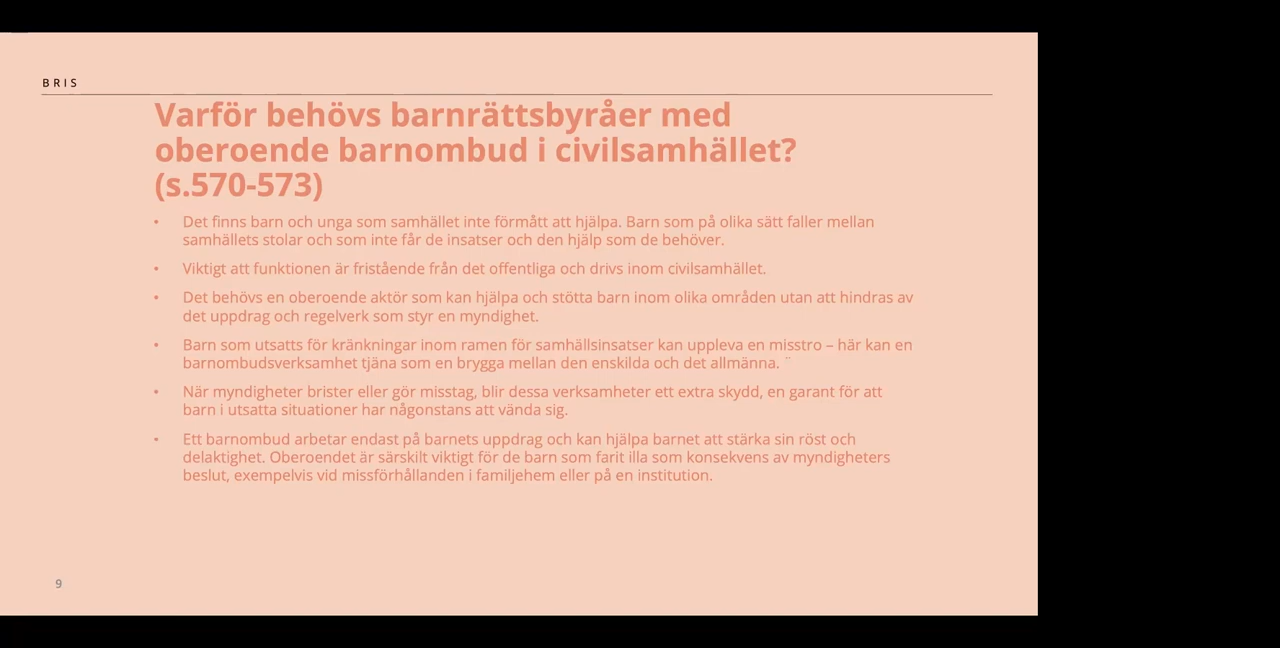 BRIS
Varför behövs barnrättsbyråer med
oberoende barnombud i civilsamhället?
(s.570-573)
• Det finns barn och unga som samhället inte förmått att hjälpa. Barn som på olika sätt faller mellan
samhällets stolar och som inte får de insatser och den hjälp som de behöver.
• Viktigt att funktionen är fristående från det offentliga och drivs inom civilsamhället.
• Det behövs en oberoende aktör som kan hjälpa och stötta barn inom olika områden utan att hindras av
det uppdrag och regelverk som styr en myndighet.
• Barn som utsatts för kränkningar inom ramen för samhällsinsatser kan uppleva en misstro – här kan en
barnombudsverksamhet tjäna som en brygga mellan den enskilda och det allmänna. ¨
• När myndigheter brister eller gör misstag, blir dessa verksamheter ett extra skydd, en garant för att
barn i utsatta situationer har någonstans att vända sig.
• Ett barnombud arbetar endast på barnets uppdrag och kan hjälpa barnet att stärka sin röst och
delaktighet. Oberoendet är särskilt viktigt för de barn som farit illa som konsekvens av myndigheters
beslut, exempelvis vid missförhållanden i familjehem eller på en institution.
9